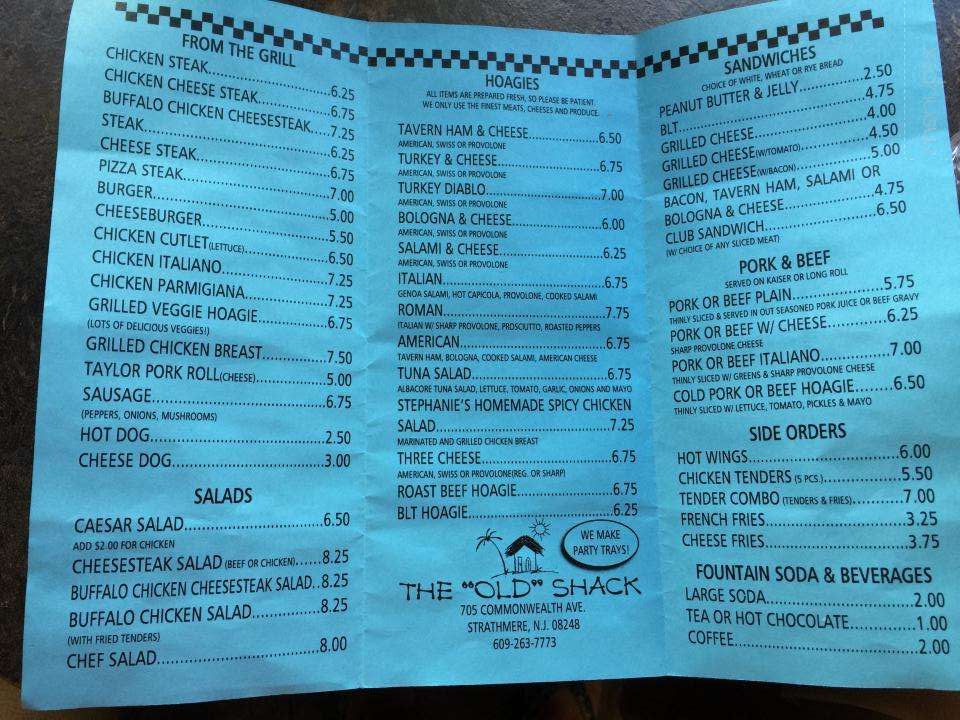 FROM THE GRILL
CHICKEN STEAK...6.25
CHICKEN CHEESE STEAK...6.75
BUFFALO CHICKEN CHEESESTEAK...7.25
STEAK...6.25
CHEESE STEAK...6.75
PIZZA STEAK...7.00
BURGER...5.00
CHEESEBURGER...5.50
CHICKEN CUTLET(LETTUCE)...6.50
CHICKEN ITALIANO...7.25
CHICKEN PARMIGIANA...7.25
GRILLED VEGGIE HOAGIE...6.75
(LOTS OF DELICIOUS VEGGIES!)
GRILLED CHICKEN BREAST...7.50
TAYLOR PORK ROLL(CHEESE)...5.00
SAUSAGE...6.75
(PEPPERS, ONIONS, MUSHROOMS)
HOT DOG...2.50
CHEESE DOG...3.00
SALADS
CAESAR SALAD...6.50
ADD $2.00 FOR CHICKEN
CHEESESTEAK SALAD (BEEF OR CHICKEN)...8.25
BUFFALO CHICKEN CHEESESTEAK SALAD..8.25
BUFFALO CHICKEN SALAD...8.25
(WITH FRIED TENDERS)
CHEF SALAD...8.00
HOAGIES
ALL ITEMS ARE PREPARED FRESH, SO PLEASE BE PATIENT.
WE ONLY USE THE FINEST MEATS, CHEESES AND PRODUCE.
TAVERN HAM & CHEESE...6.50
AMERICAN, SWISS OR PROVOLONE
TURKEY & CHEESE...6.75
AMERICAN, SWISS OR PROVOLONE
TURKEY DIABLO...7.00
AMERICAN, SWISS OR PROVOLONE
BOLOGNA & CHEESE...6.00
AMERICAN, SWISS OR PROVOLONE
SALAMI & CHEESE...6.25
AMERICAN, SWISS OR PROVOLONE
ITALIAN...6.75
GENOA SALAMI, HOT CAPICOLA, PROVOLONE, COOKED SALAMI
ROMAN...7.75
ITALIAN W/ SHARP PROVOLONE, PROSCIUTTO, ROASTED PEPPERS
AMERICAN...6.75
TAVERN HAM, BOLOGNA, COOKED SALAMI, AMERICAN CHEESE
TUNA SALAD...6.75
ALBACORE TUNA SALAD, LETTUCE, TOMATO, GARLIC, ONIONS AND MAYO
STEPHANIE'S HOMEMADE SPICY CHICKEN
SALAD...7.25
MARINATED AND GRILLED CHICKEN BREAST
THREE CHEESE...6.75
AMERICAN, SWISS OR PROVOLONE(REG. OR SHARP)
ROAST BEEF HOAGIE...6.75
BLT HOAGIE...6.25
WE MAKE
PARTY TRAYS!
THE "OLD" SHACK
705 COMMONWEALTH AVE.
STRATHMERE, N.J. 08248
609-263-7773
SANDWICHES
CHOICE OF WHITE, WHEAT OR RYE BREAD
PEANUT BUTTER & JELLY...2.50
BLT...4.75
GRILLED CHEESE...4.00
GRILLED CHEESE(W/TOMATO)...4.50
GRILLED CHEESE(W/BACON)...5.00
BACON, TAVERN HAM, SALAMI OR
BOLOGNA & CHEESE...4.75
CLUB SANDWICH...6.50
(W/ CHOICE OF ANY SLICED MEAT)
PORK & BEEF
SERVED ON KAISER OR LONG ROLL
PORK OR BEEF PLAIN...5.75
THINLY SLICED & SERVED IN OUT SEASONED PORK JUICE OR BEEF GRAVY
PORK OR BEEF W/ CHEESE...6.25
SHARP PROVOLONE CHEESE
PORK OR BEEF ITALIANO...7.00
THINLY SLICED W/ GREENS & SHARP PROVOLONE CHEESE
COLD PORK OR BEEF HOAGIE...6.50
THINLY SLICED W/ LETTUCE, TOMATO, PICKLES & MAYO
SIDE ORDERS
HOT WINGS...6.00
CHICKEN TENDERS (5 PCS.)...5.50
TENDER COMBO (TENDERS & FRIES)...7.00
FRENCH FRIES...3.25
CHEESE FRIES...3.75
FOUNTAIN SODA & BEVERAGES
LARGE SODA...2.00
TEA OR HOT CHOCOLATE...1.00
COFFEE...2.00